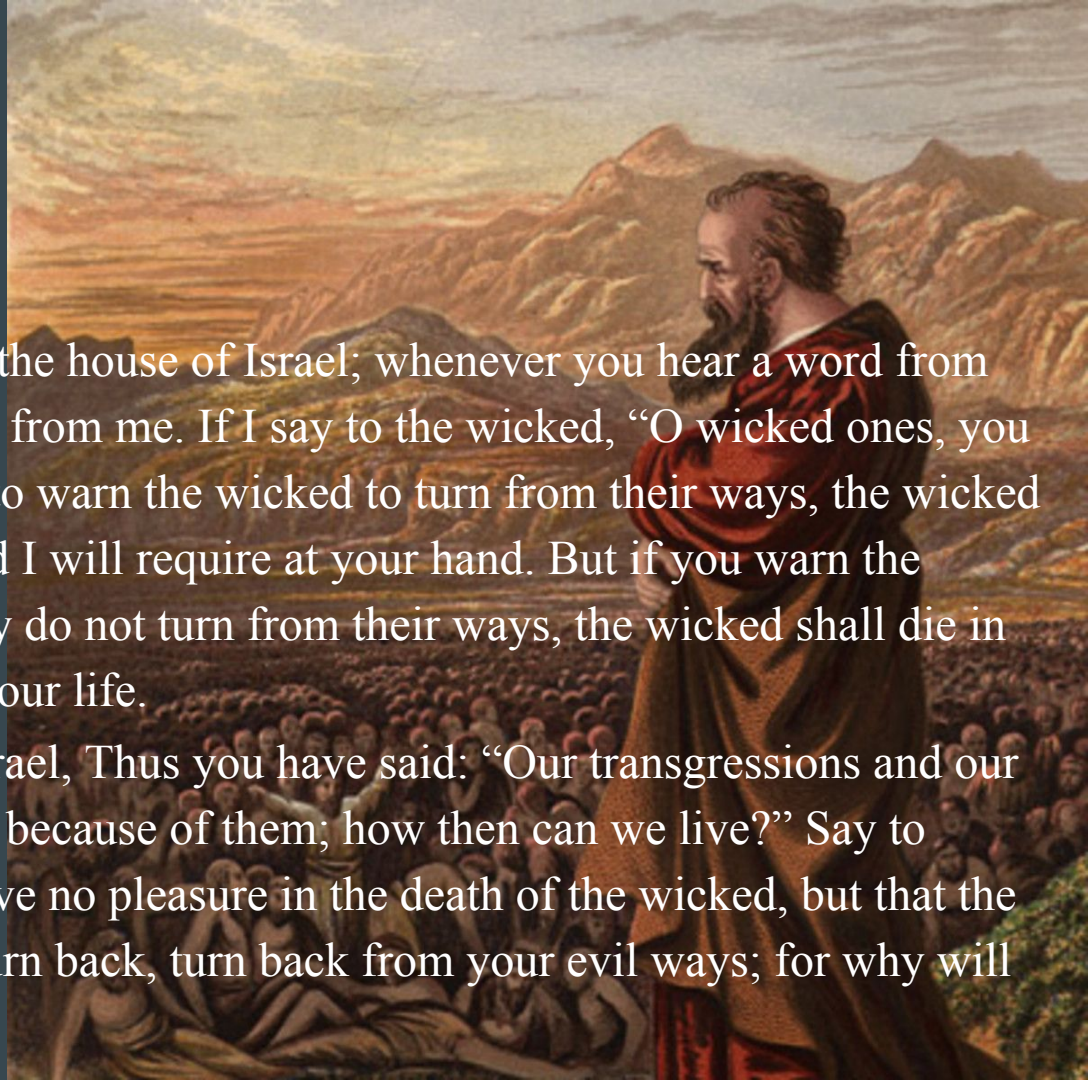 the house of Israel; whenever you hear a word from
from me. If I say to the wicked, “O wicked ones, you
o warn the wicked to turn from their ways, the wicked
d I will require at your hand. But if you warn the
y do not turn from their ways, the wicked shall die in
our life.
rael, Thus you have said: “Our transgressions and our
because of them; how then can we live?” Say to
ve no pleasure in the death of the wicked, but that the
urn back, turn back from your evil ways; for why will